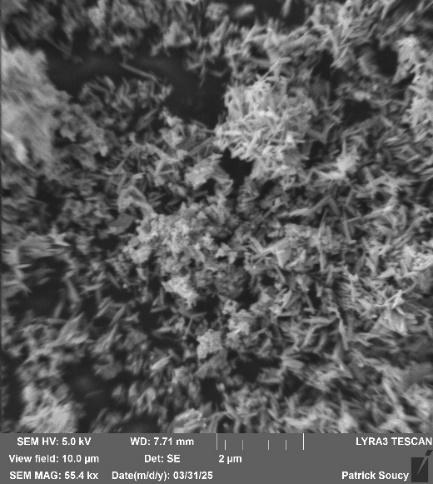 SEM HV: 5.0 kV WD: 7.71 mm LYRA3 TESCAN
View field: 10.0 µm Det: SE 2 µm
SEM MAG: 55.4 kx Date(m/d/y): 03/31/25 Patrick Soucy